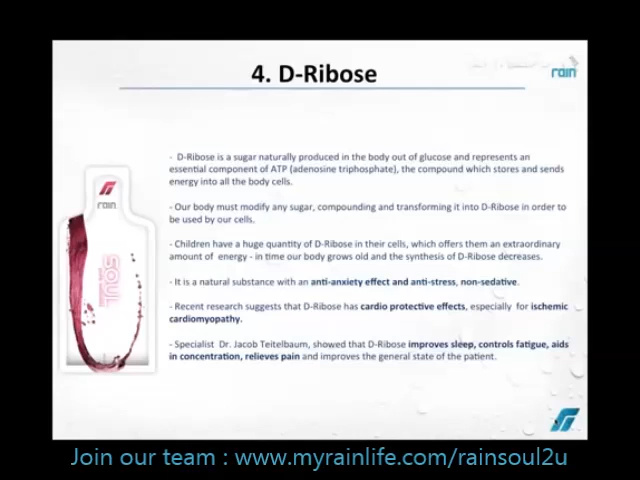 4. D-Ribose
rain
- D-Ribose is a sugar naturally produced in the body out of glucose and represents an
essential component of ATP (adenosine triphosphate), the compound which stores and sends
energy into all the body cells.
- Our body must modify any sugar, compounding and transforming it into D-Ribose in order to
be used by our cells.
- Children have a huge quantity of D-Ribose in their cells, which offers them an extraordinary
amount of energy - in time our body grows old and the synthesis of D-Ribose decreases.
- It is a natural substance with an anti-anxiety effect and anti-stress, non-sedative.
- Recent research suggests that D-Ribose has cardio protective effects, especially for ischemic
cardiomyopathy.
- Specialist Dr. Jacob Teitelbaum, showed that D-Ribose improves sleep, controls fatigue, aids
in concentration, relieves pain and improves the general state of the patient.
rain
SOUL
Join our team : www.myrainlife.com/rainsoul2u